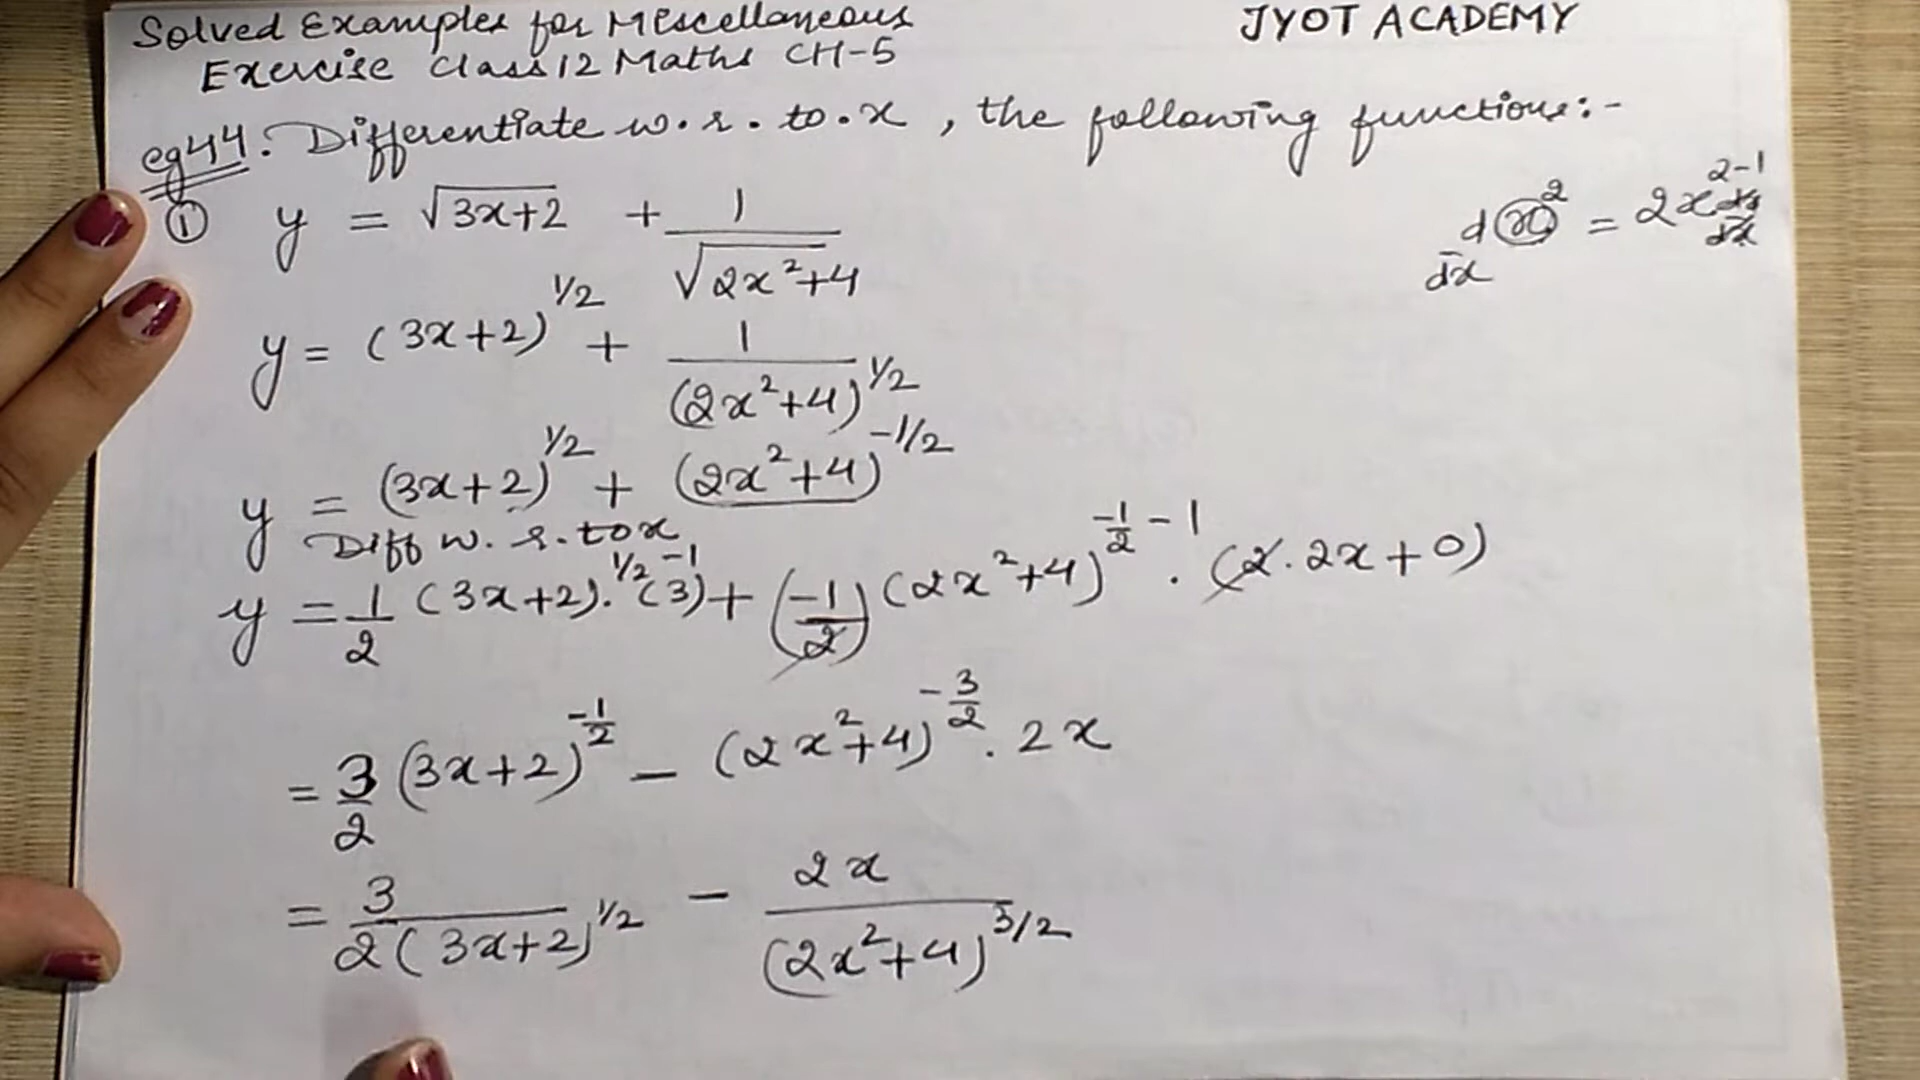 Solved Examples for Miscellaneous JYOT ACADEMY
Exercise Class 12 Maths CH-5
eg 44. Differentiate w.r.to.x, the following functions:-
① y = √3x+2 + 1/√2x²+4
d/dx (x)² = 2x²⁻¹ dx/dx
y = (3x+2)^1/2 + 1/(2x²+4)^1/2
y = (3x+2)^1/2 + (2x²+4)^-1/2
Diff w.r.to x
y = 1/2 (3x+2).^1/2-1 (3) + (-1/2) (2x²+4)^-1/2-1 . (2.2x+0)
= 3/2 (3x+2)^-1/2 - (2x²+4)^-3/2 . 2x
= 3/2(3x+2)^1/2 - 2x/(2x²+4)^3/2